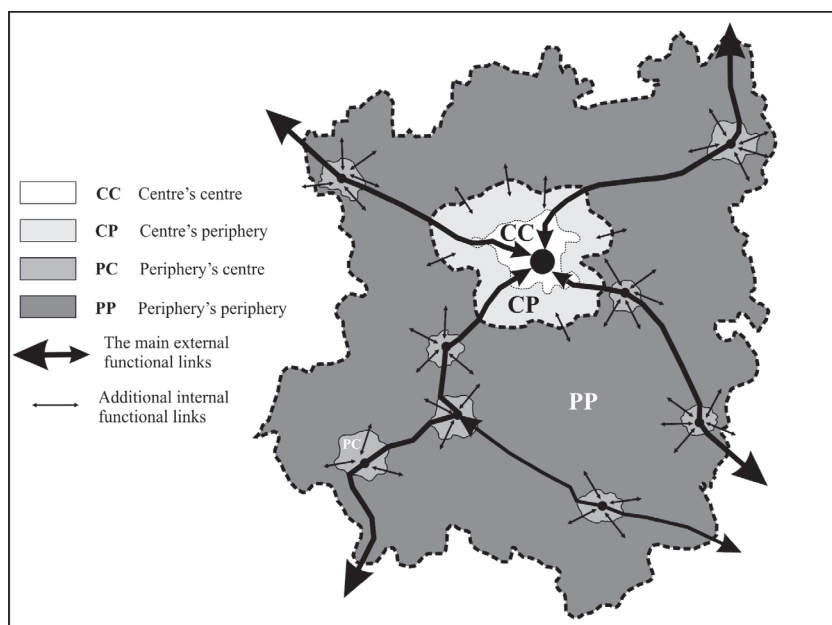 CC Centre's centre
CP Centre's periphery
PC Periphery's centre
PP Periphery's periphery
The main external
functional links
Additional internal
functional links
CC
CP
PP
PC